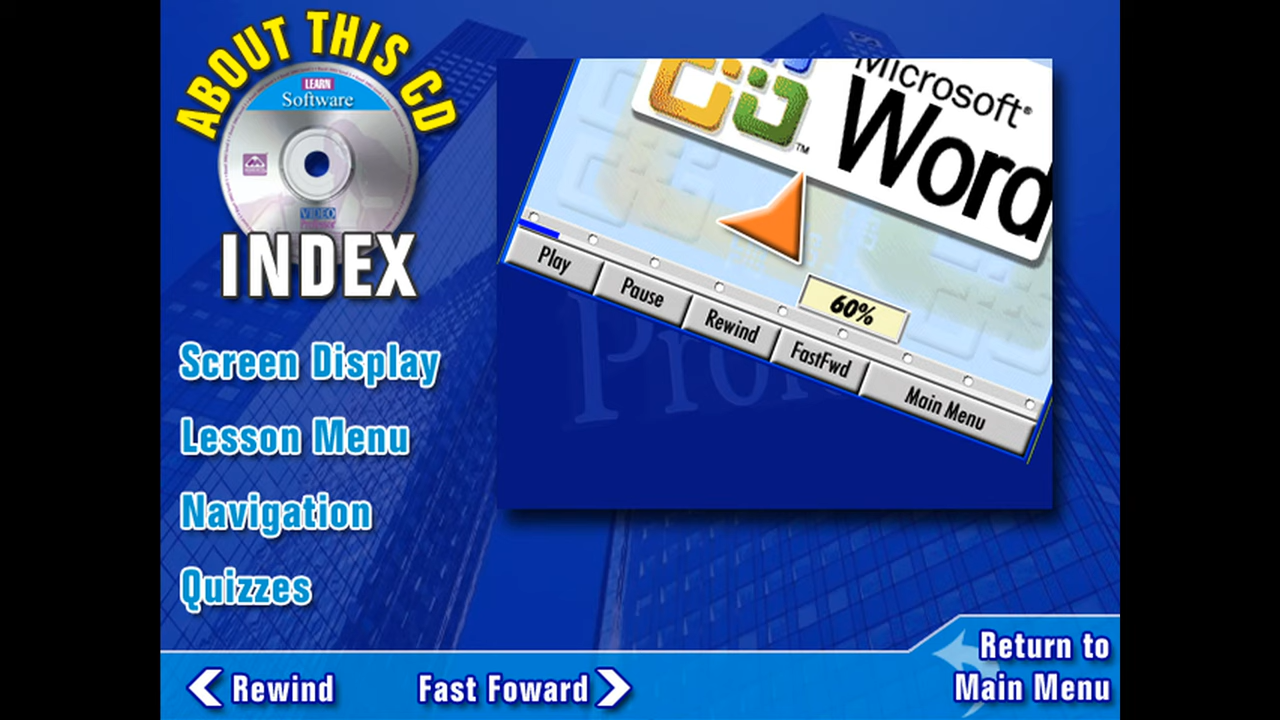 ABOUT THIS CD
LEARN
Software
VIDEO
INDEX
Screen Display
Lesson Menu
Navigation
Quizzes
Microsoft®
Word
TM
60%
Play
Pause
Rewind
FastFwd
Main Menu
Rewind
Fast Foward
Return to
Main Menu